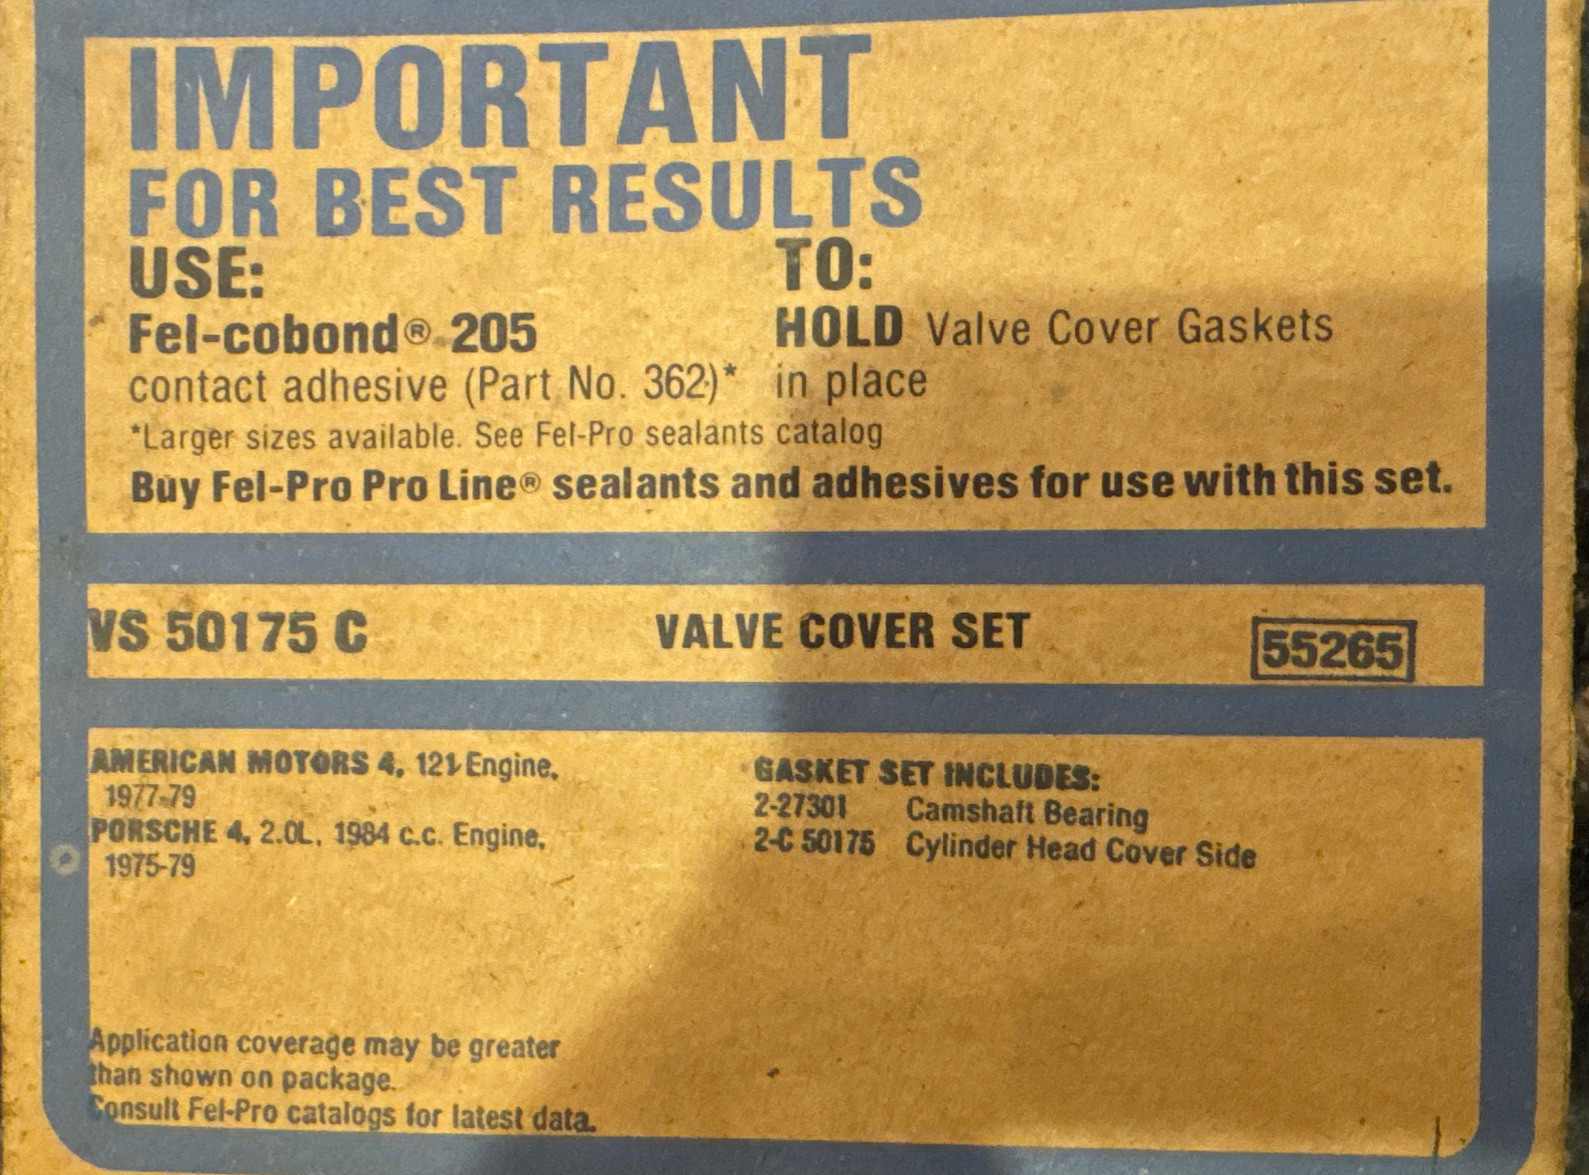 IMPORTANT
FOR BEST RESULTS
USE: TO:
Fel-cobond® 205 HOLD Valve Cover Gaskets
contact adhesive (Part No. 362)* in place
*Larger sizes available. See Fel-Pro sealants catalog
Buy Fel-Pro Pro Line® sealants and adhesives for use with this set.
VS 50175 C VALVE COVER SET 55265
AMERICAN MOTORS 4, 121 Engine, GASKET SET INCLUDES:
1977-79 2-27301 Camshaft Bearing
PORSCHE 4, 2.0L, 1984 c.c. Engine, 2-C 50175 Cylinder Head Cover Side
1975-79
Application coverage may be greater
than shown on package.
Consult Fel-Pro catalogs for latest data.